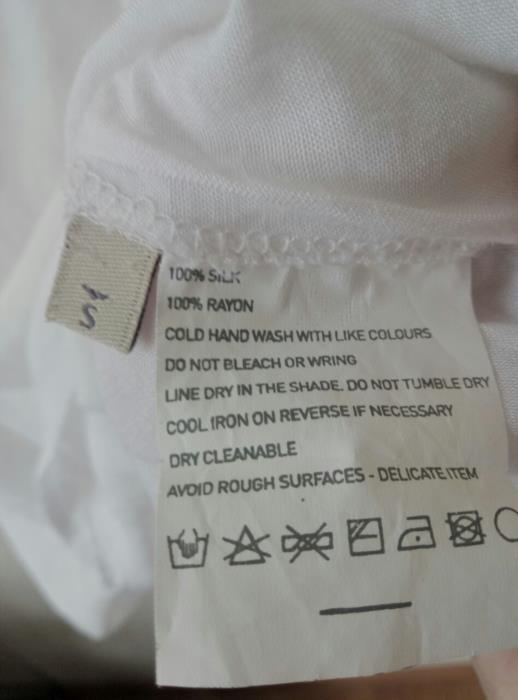 S
100% SILK
100% RAYON
COLD HAND WASH WITH LIKE COLOURS
DO NOT BLEACH OR WRING
LINE DRY IN THE SHADE. DO NOT TUMBLE DRY
COOL IRON ON REVERSE IF NECESSARY
DRY CLEANABLE
AVOID ROUGH SURFACES - DELICATE ITEM